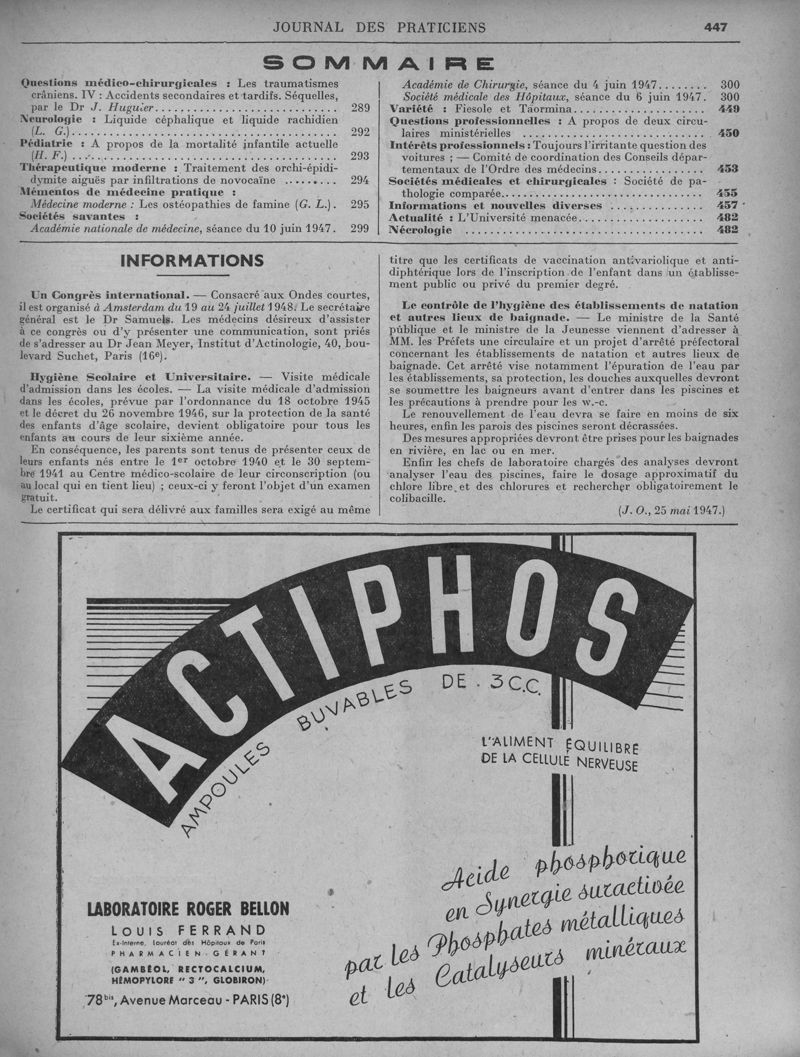 JOURNAL DES PRATICIENS 447
SOMMAIRE
Questions médico-chirurgicales : Les traumatismes
crâniens. IV : Accidents secondaires et tardifs. Séquelles,
par le Dr J. Huguier.............................. 289
Neurologie : Liquide céphalique et liquide rachidien
(L. G.)........................................ 292
Pédiatrie : A propos de la mortalité infantile actuelle
(H. F.) ........................................ 293
Thérapeutique moderne : Traitement des orchi-épidi-
dymite aiguës par infiltrations de novocaïne ......... 294
Mémentos de médecine pratique :
Médecine moderne : Les ostéopathies de famine (G. L.). 295
Sociétés savantes :
Académie nationale de médecine, séance du 10 juin 1947. 299
Académie de Chirurgie, séance du 4 juin 1947........ 300
Société médicale des Hôpitaux, séance du 6 juin 1947. 300
Variété : Fiesole et Taormina.................... 449
Questions professionnelles : A propos de deux circu-
laires ministérielles ............................ 450
Intérêts professionnels : Toujours l'irritante question des
voitures ; — Comité de coordination des Conseils dépar-
tementaux de l'Ordre des médecins................ 453
Sociétés médicales et chirurgicales : Société de pa-
thologie comparée............................... 455
Informations et nouvelles diverses .............. 457
Actualité : L'Université menacée................... 482
Nécrologie .................................... 482
INFORMATIONS
Un Congrès international. — Consacré aux Ondes courtes,
il est organisé à Amsterdam du 19 au 24 juillet 1948. Le secrétaire
général est le Dr Samuels. Les médecins désireux d'assister
à ce congrès ou d'y présenter une communication, sont priés
de s'adresser au Dr Jean Meyer, Institut d'Actinologie, 40, bou-
levard Suchet, Paris (16e).
Hygiène Scolaire et Universitaire. — Visite médicale
d'admission dans les écoles. — La visite médicale d'admission
dans les écoles, prévue par l'ordonnance du 18 octobre 1945
et le décret du 26 novembre 1946, sur la protection de la santé
des enfants d'âge scolaire, devient obligatoire pour tous les
enfants au cours de leur sixième année.
En conséquence, les parents sont tenus de présenter ceux de
leurs enfants nés entre le 1er octobre 1940 et le 30 septem-
bre 1941 au Centre médico-scolaire de leur circonscription (ou
au local qui en tient lieu) ; ceux-ci y feront l'objet d'un examen
gratuit.
Le certificat qui sera délivré aux familles sera exigé au même
titre que les certificats de vaccination antivariolique et anti-
diphtérique lors de l'inscription de l'enfant dans un établisse-
ment public ou privé du premier degré.
Le contrôle de l'hygiène des établissements de natation
et autres lieux de baignade. — Le ministre de la Santé
publique et le ministre de la Jeunesse viennent d'adresser à
MM. les Préfets une circulaire et un projet d'arrêté préfectoral
concernant les établissements de natation et autres lieux de
baignade. Cet arrêté vise notamment l'épuration de l'eau par
les établissements, sa protection, les douches auxquelles devront
se soumettre les baigneurs avant d'entrer dans les piscines et
les précautions à prendre pour les w.-c.
Le renouvellement de l'eau devra se faire en moins de six
heures, enfin les parois des piscines seront décrassées.
Des mesures appropriées devront être prises pour les baignades
en rivière, en lac ou en mer.
Enfin les chefs de laboratoire chargés des analyses devront
analyser l'eau des piscines, faire le dosage approximatif du
chlore libre et des chlorures et rechercher obligatoirement le
colibacille.
(J. O., 25 mai 1947.)
ACTIPHOS
AMPOULES BUVABLES DE . 3 C.C.
L'ALIMENT ÉQUILIBRÉ
DE LA CELLULE NERVEUSE
Acide phosphorique
en Synergie suractivée
par les Phosphates métalliques
et les Catalyseurs minéraux
LABORATOIRE ROGER BELLON
LOUIS FERRAND
Ex-Interne, Lauréat des Hôpitaux de Paris
PHARMACIEN - GÉRANT
(GAMBÉOL, RECTOCALCIUM,
HÉMOPYLORE " 3 ", GLOBIRON)
78bis, Avenue Marceau - PARIS (8e)